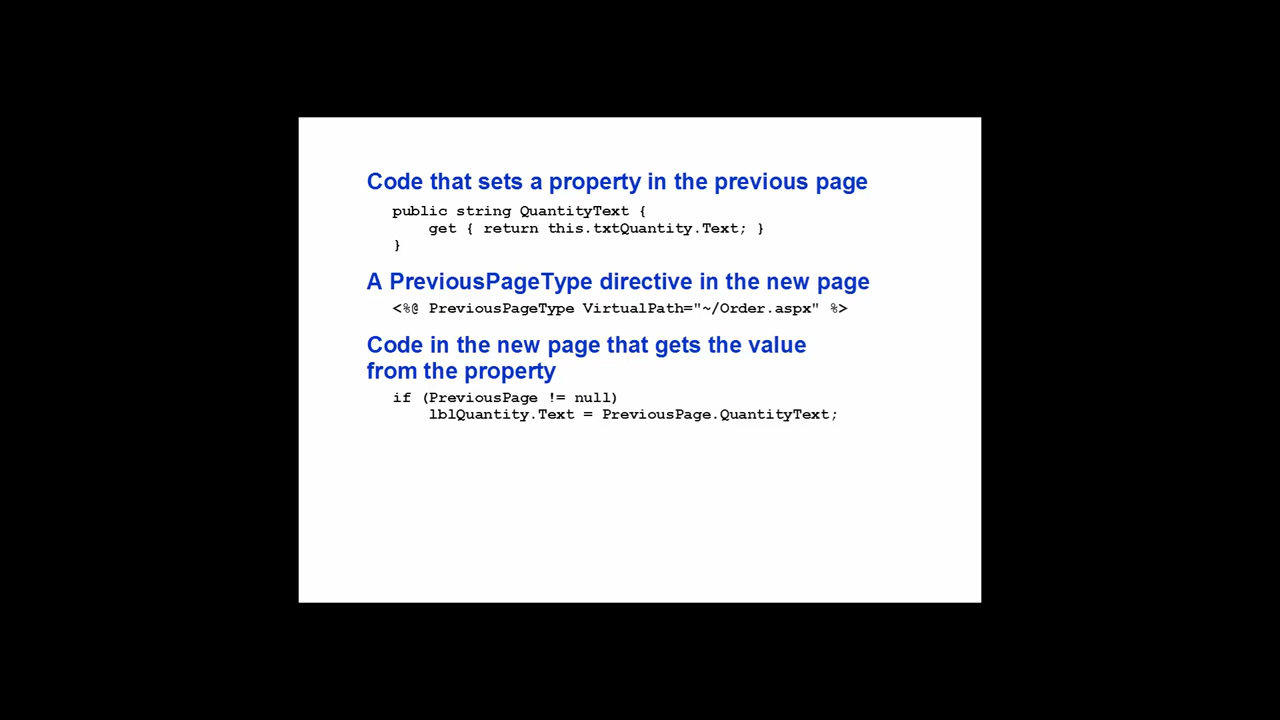 Code that sets a property in the previous page
public string QuantityText {
    get { return this.txtQuantity.Text; }
}
A PreviousPageType directive in the new page
<%@ PreviousPageType VirtualPath="~/Order.aspx" %>
Code in the new page that gets the value
from the property
if (PreviousPage != null)
    lblQuantity.Text = PreviousPage.QuantityText;